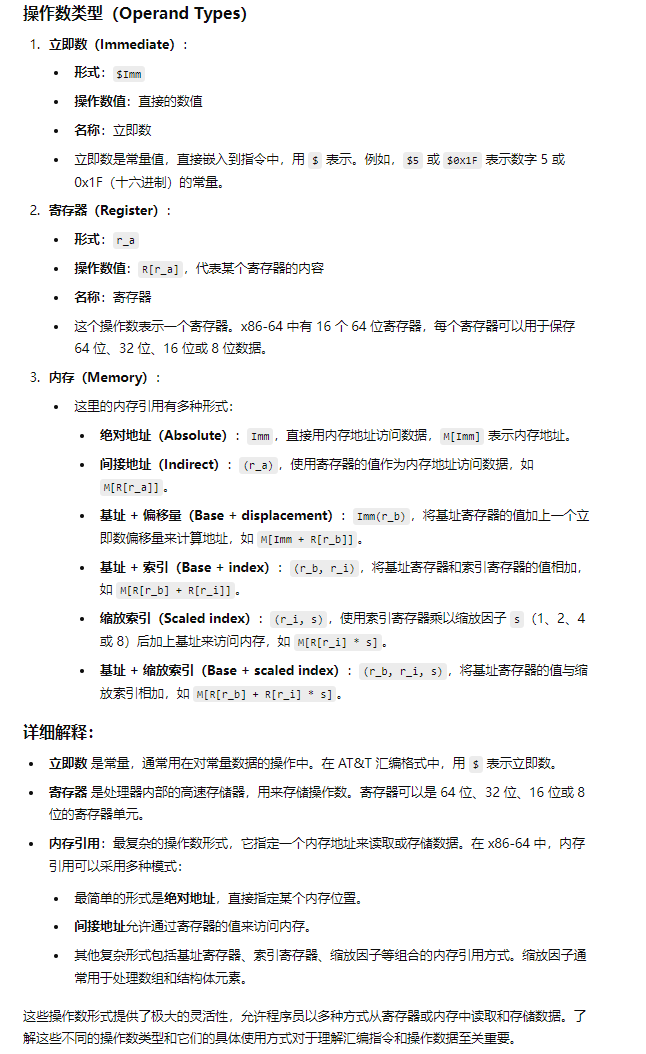 操作数类型（Operand Types）
1. 立即数（Immediate）：
• 形式：$Imm
• 操作数值：直接的数值
• 名称：立即数
• 立即数是常量值，直接嵌入到指令中，用 $ 表示。例如，$5 或 $0x1F 表示数字 5 或
0x1F（十六进制）的常量。
2. 寄存器（Register）：
• 形式：r_a
• 操作数值：R[r_a]，代表某个寄存器的内容
• 名称：寄存器
• 这个操作数表示一个寄存器。x86-64 中有 16 个 64 位寄存器，每个寄存器可以用于保存
64 位、32 位、16 位或 8 位数据。
3. 内存（Memory）：
• 这里的内存引用有多种形式：
• 绝对地址（Absolute）：Imm，直接用内存地址访问数据，M[Imm] 表示内存地址。
• 间接地址（Indirect）：(r_a)，使用寄存器的值作为内存地址访问数据，如
M[R[r_a]]。
• 基址 + 偏移量（Base + displacement）：Imm(r_b)，将基址寄存器的值加上一个立
即数偏移量来计算地址，如 M[Imm + R[r_b]]。
• 基址 + 索引（Base + index）：(r_b, r_i)，将基址寄存器和索引寄存器的值相加，
如 M[R[r_b] + R[r_i]]。
• 缩放索引（Scaled index）：(r_i, s)，使用索引寄存器乘以缩放因子 s（1、2、4
或 8）后加上基址来访问内存，如 M[R[r_i] * s]。
• 基址 + 缩放索引（Base + scaled index）：(r_b, r_i, s)，将基址寄存器的值与缩
放索引相加，如 M[R[r_b] + R[r_i] * s]。
详细解释：
• 立即数 是常量，通常用在对常量数据的操作中。在 AT&T 汇编格式中，用 $ 表示立即数。
• 寄存器 是处理器内部的高速存储器，用来存储操作数。寄存器可以是 64 位、32 位、16 位或 8
位的寄存器单元。
• 内存引用：最复杂的操作数形式，它指定一个内存地址来读取或存储数据。在 x86-64 中，内存
引用可以采用多种模式：
• 最简单的形式是绝对地址，直接指定某个内存位置。
• 间接地址允许通过寄存器的值来访问内存。
• 其他复杂形式包括基址寄存器、索引寄存器、缩放因子等组合的内存引用方式。缩放因子通
常用于处理数组和结构体元素。
这些操作数形式提供了极大的灵活性，允许程序员以多种方式从寄存器或内存中读取和存储数据。了
解这些不同的操作数类型和它们的具体使用方式对于理解汇编指令和操作数据至关重要。